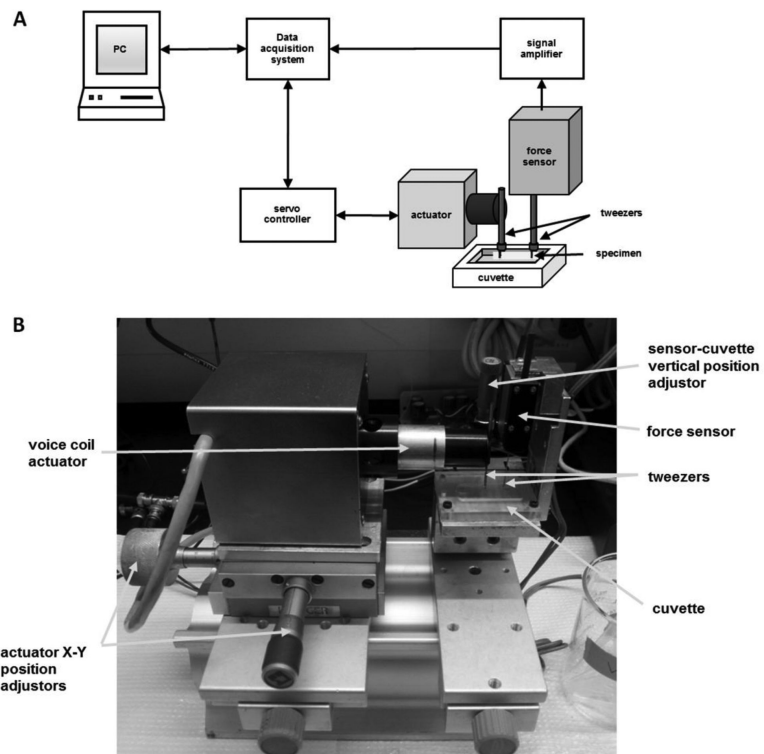 A
PC
Data
acquisition
system
signal
amplifier
force
sensor
servo
controller
actuator
tweezers
specimen
cuvette
B
sensor-cuvette
vertical position
adjustor
voice coil
actuator
force sensor
tweezers
cuvette
actuator X-Y
position
adjustors